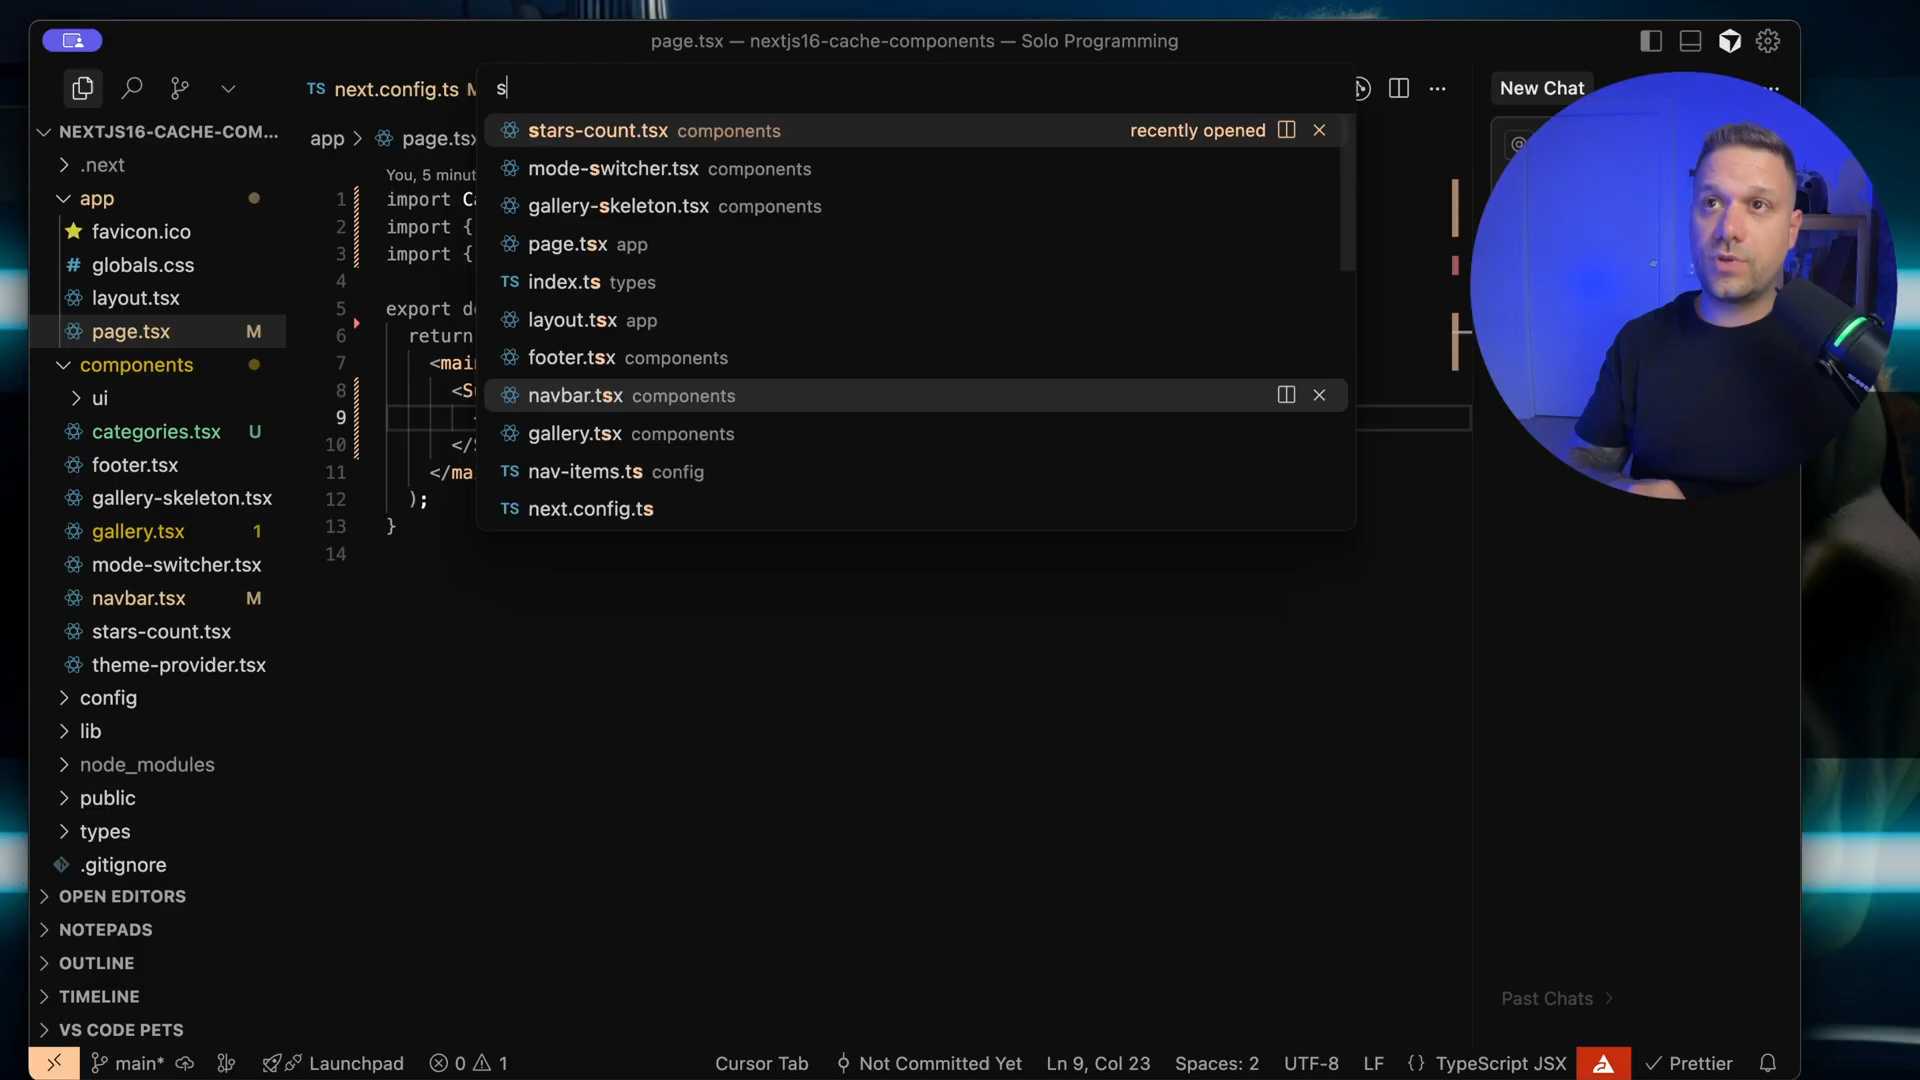 page.tsx — nextjs16-cache-components — Solo Programming
TS next.config.ts
s
New Chat
NEXTJS16-CACHE-COM...
app > page.tsx
stars-count.tsx components recently opened
.next
You, 5 minut
mode-switcher.tsx components
app
1 import Ca
gallery-skeleton.tsx components
favicon.ico
2 import {
page.tsx app
globals.css
3 import {
index.ts types
layout.tsx
4
layout.tsx app
page.tsx M
5 export de
6 return
footer.tsx components
components
7 <main
navbar.tsx components
ui
8 <Su
gallery.tsx components
categories.tsx U
9
nav-items.ts config
footer.tsx
10 </S
11 </ma
next.config.ts
gallery-skeleton.tsx
12 );
gallery.tsx 1
13 }
14
mode-switcher.tsx
navbar.tsx M
stars-count.tsx
theme-provider.tsx
config
lib
node_modules
public
types
.gitignore
OPEN EDITORS
NOTEPADS
OUTLINE
TIMELINE
Past Chats >
VS CODE PETS
main* Launchpad 0 1 Cursor Tab Not Committed Yet Ln 9, Col 23 Spaces: 2 UTF-8 LF {} TypeScript JSX Prettier